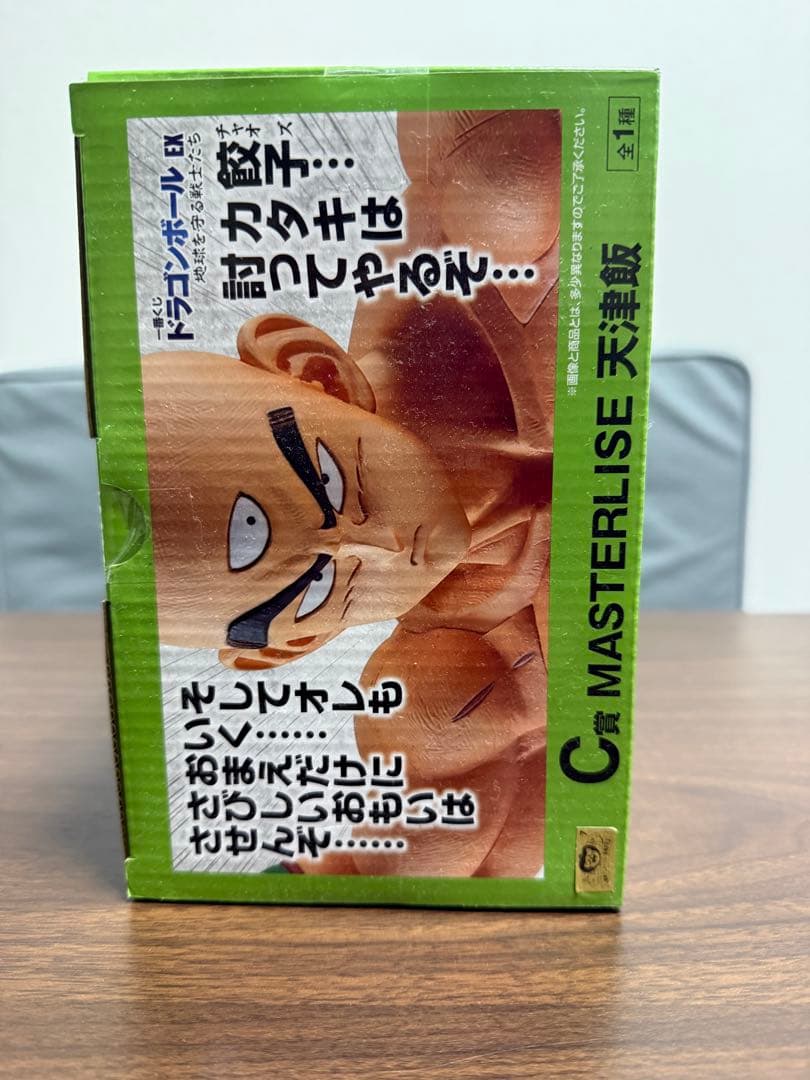 一番くじ
ドラゴンボール EX
地球を守る戦士たち
チャオズ
餃子…
カタキは
討ってやるぞ…
そしてオレも
いく……
おまえだけに
さびしいおもいは
させんぞ……
※画像と商品とは、多少異なりますのでご了承ください。
C賞 MASTERLISE 天津飯
全1種